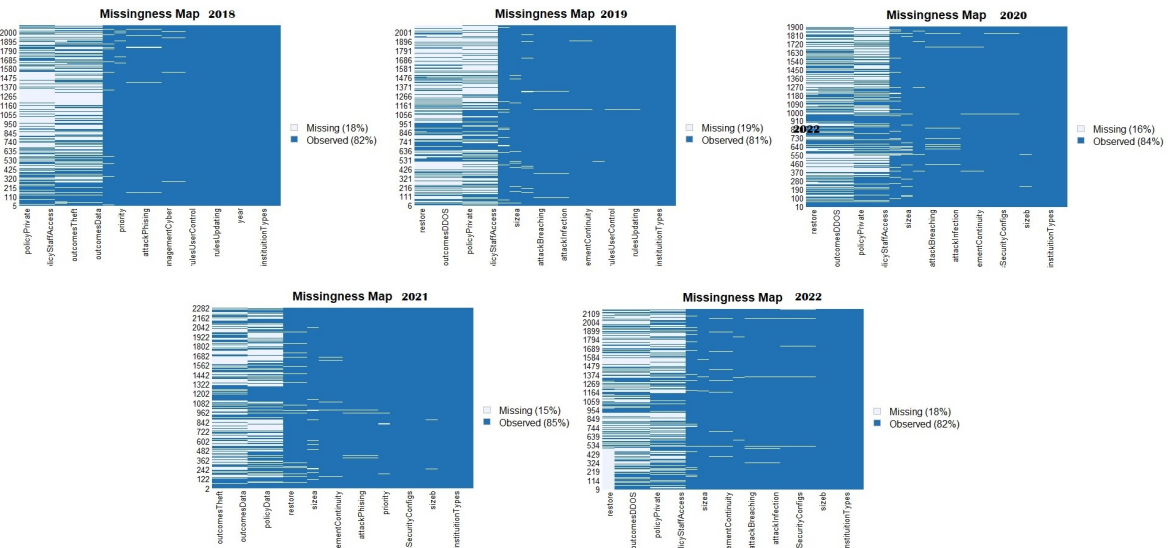 Missingness Map 2018
2000
1895
1790
1685
1580
1475
1370
1265
1160
1055
950
845
740
635
530
425
320
215
110
5
Missing (18%)
Observed (82%)
policyPrivate
licyStaffAccess
outcomesTheft
outcomesData
priority
attackPhising
nagementCyber
rulesUserControl
rulesUpdating
year
institutionTypes
Missingness Map 2019
2001
1896
1791
1686
1581
1476
1371
1266
1161
1056
951
846
741
636
531
426
321
216
111
6
Missing (19%)
Observed (81%)
restore
outcomesDDOS
policyPrivate
licyStaffAccess
sizea
attackBreaching
attackInfection
ementContinuity
rulesUserControl
rulesUpdating
institutionTypes
Missingness Map 2020
1900
1810
1720
1630
1540
1450
1360
1270
1180
1090
1000
910
2022
730
640
550
460
370
280
190
100
10
Missing (16%)
Observed (84%)
restore
outcomesDDOS
policyPrivate
licyStaffAccess
sizea
attackBreaching
attackInfection
ementContinuity
SecurityConfigs
sizeb
institutionTypes
Missingness Map 2021
2282
2162
2042
1922
1802
1682
1562
1442
1322
1202
1082
962
842
722
602
482
362
242
122
2
Missing (15%)
Observed (85%)
outcomesTheft
outcomesData
policyData
restore
sizea
ementContinuity
attackPhising
priority
SecurityConfigs
sizeb
nstitutionTypes
Missingness Map 2022
2109
2004
1899
1794
1689
1584
1479
1374
1269
1164
1059
954
849
744
639
534
429
324
219
114
9
Missing (18%)
Observed (82%)
restore
outcomesDDOS
policyPrivate
licyStaffAccess
sizea
ementContinuity
attackBreaching
attackInfection
SecurityConfigs
sizeb
nstitutionTypes